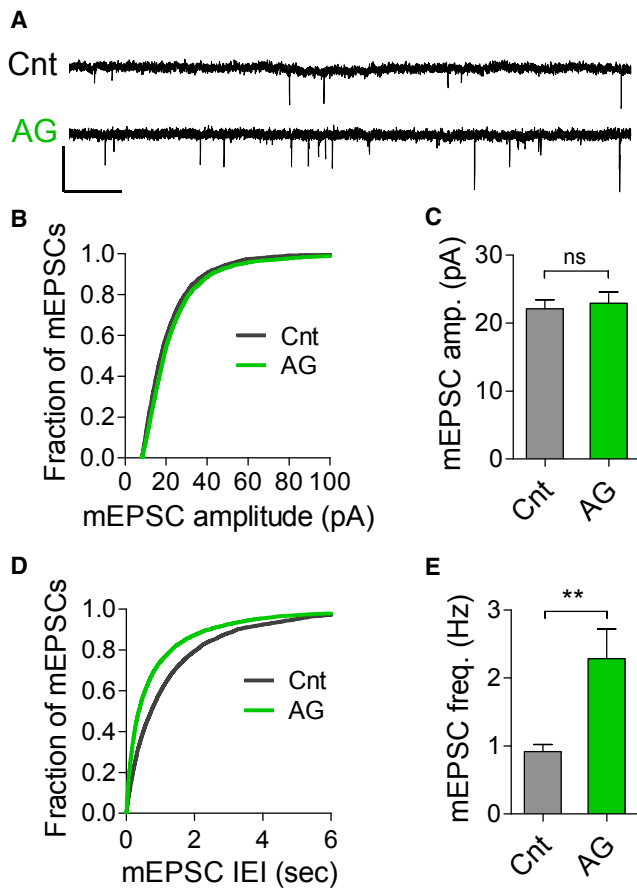 A
Cnt
AG
B
Fraction of mEPSCs
1.0
0.8
0.6
0.4
0.2
0.0
Cnt
AG
0 20 40 60 80 100
mEPSC amplitude (pA)
C
mEPSC amp. (pA)
30
20
10
0
ns
Cnt
AG
D
Fraction of mEPSCs
1.0
0.8
0.6
0.4
0.2
0.0
Cnt
AG
0 2 4 6
mEPSC IEI (sec)
E
mEPSC freq. (Hz)
3
2
1
0
**
Cnt
AG